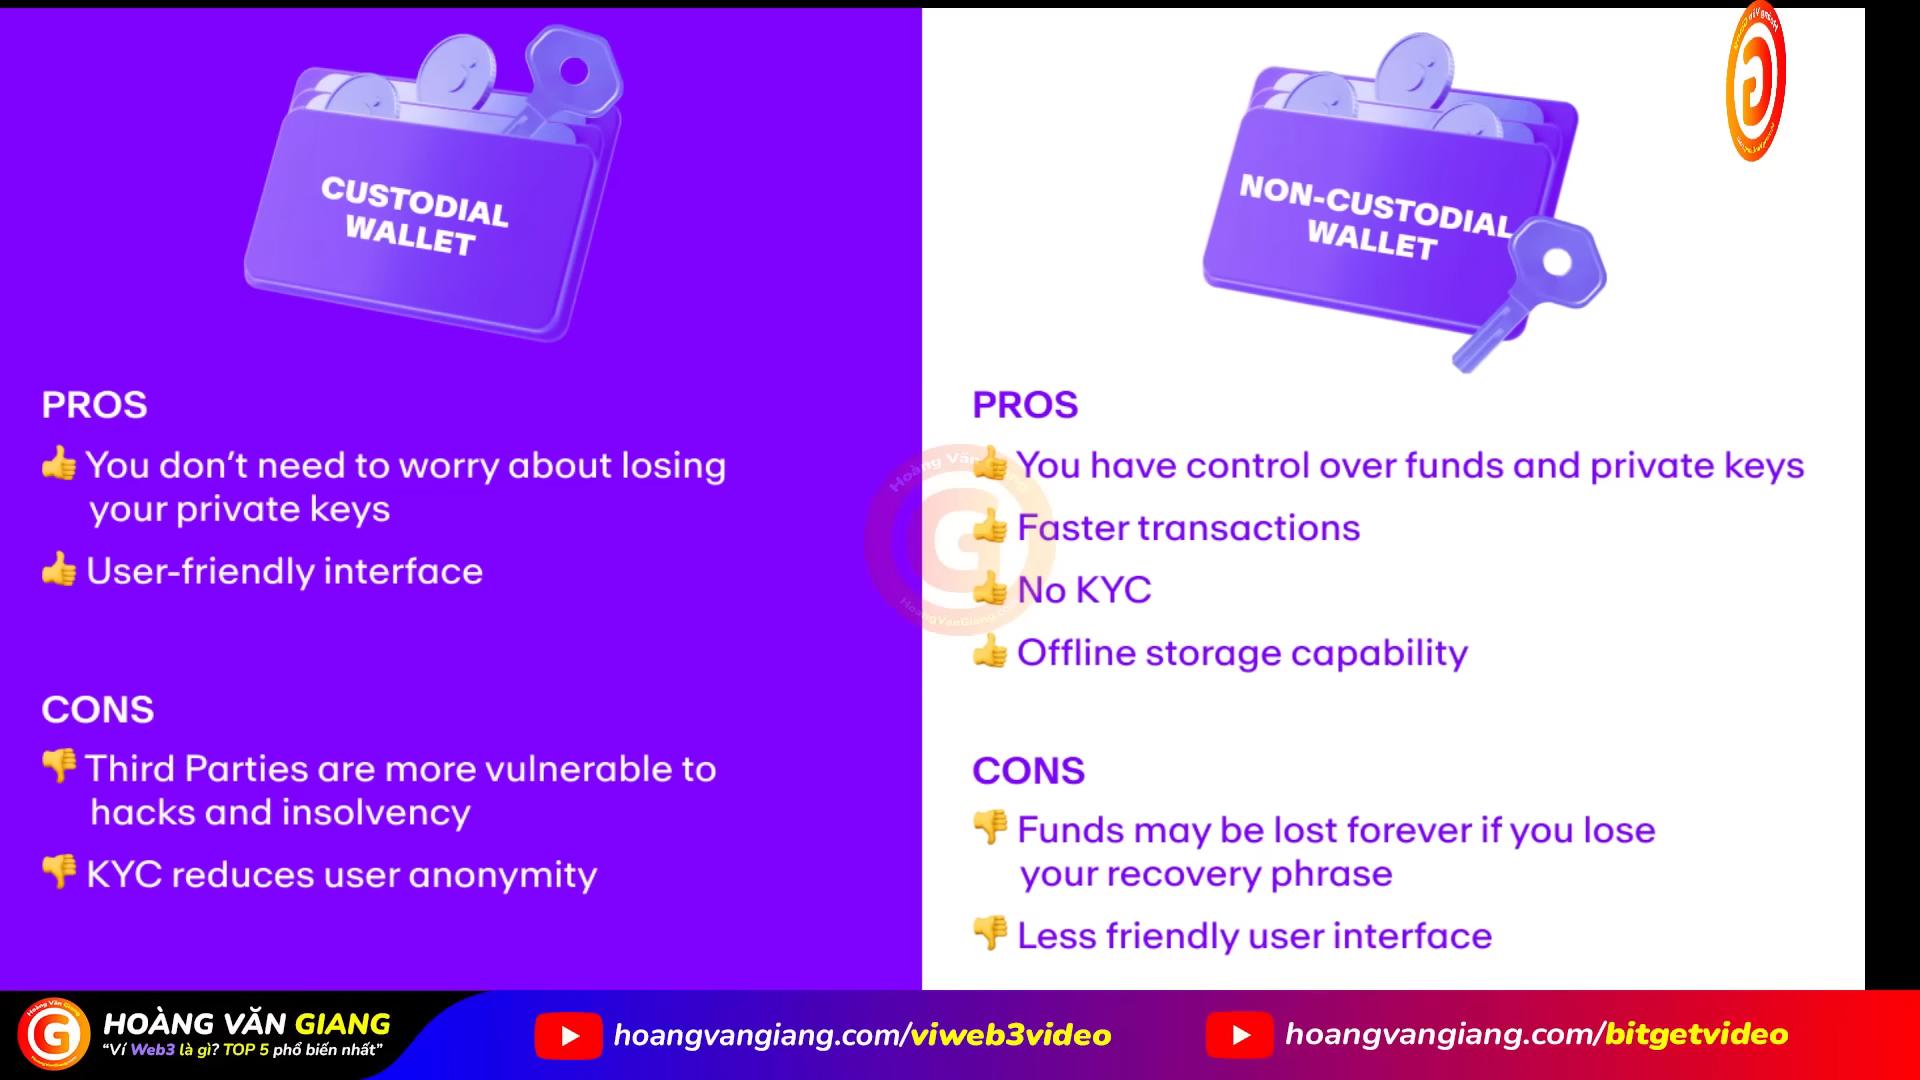 CUSTODIAL
WALLET
PROS
You don't need to worry about losing
your private keys
User-friendly interface
CONS
Third Parties are more vulnerable to
hacks and insolvency
KYC reduces user anonymity
NON-CUSTODIAL
WALLET
PROS
You have control over funds and private keys
Faster transactions
No KYC
Offline storage capability
CONS
Funds may be lost forever if you lose
your recovery phrase
Less friendly user interface
HOÀNG VĂN GIANG
“Ví Web3 là gì? TOP 5 phổ biến nhất”
hoangvangiang.com/viweb3video
hoangvangiang.com/bitgetvideo